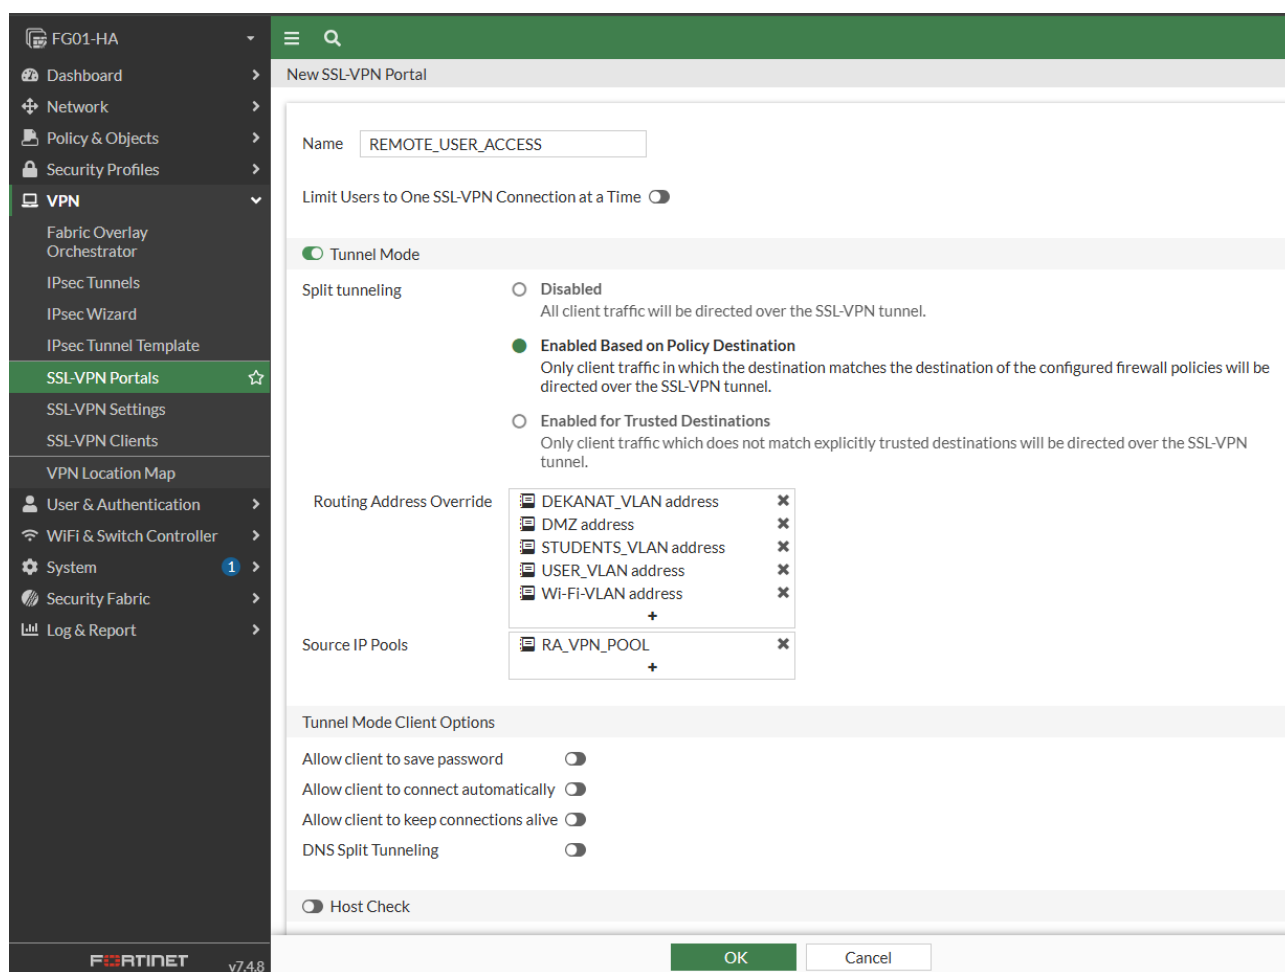 FG01-HA
Dashboard
Network
Policy & Objects
Security Profiles
VPN
Fabric Overlay
Orchestrator
IPsec Tunnels
IPsec Wizard
IPsec Tunnel Template
SSL-VPN Portals
SSL-VPN Settings
SSL-VPN Clients
VPN Location Map
User & Authentication
WiFi & Switch Controller
System 1
Security Fabric
Log & Report
FORTINET v7.4.8
New SSL-VPN Portal
Name REMOTE_USER_ACCESS
Limit Users to One SSL-VPN Connection at a Time
Tunnel Mode
Split tunneling
Disabled
All client traffic will be directed over the SSL-VPN tunnel.
Enabled Based on Policy Destination
Only client traffic in which the destination matches the destination of the configured firewall policies will be
directed over the SSL-VPN tunnel.
Enabled for Trusted Destinations
Only client traffic which does not match explicitly trusted destinations will be directed over the SSL-VPN
tunnel.
Routing Address Override
DEKANAT_VLAN address
DMZ address
STUDENTS_VLAN address
USER_VLAN address
Wi-Fi-VLAN address
+
Source IP Pools
RA_VPN_POOL
+
Tunnel Mode Client Options
Allow client to save password
Allow client to connect automatically
Allow client to keep connections alive
DNS Split Tunneling
Host Check
OK Cancel